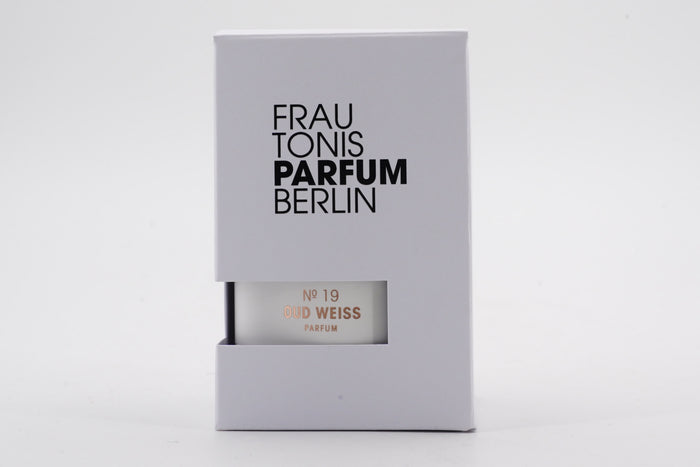 FRAU
TONIS
PARFUM
BERLIN
Nº 19
OUD WEISS
PARFUM